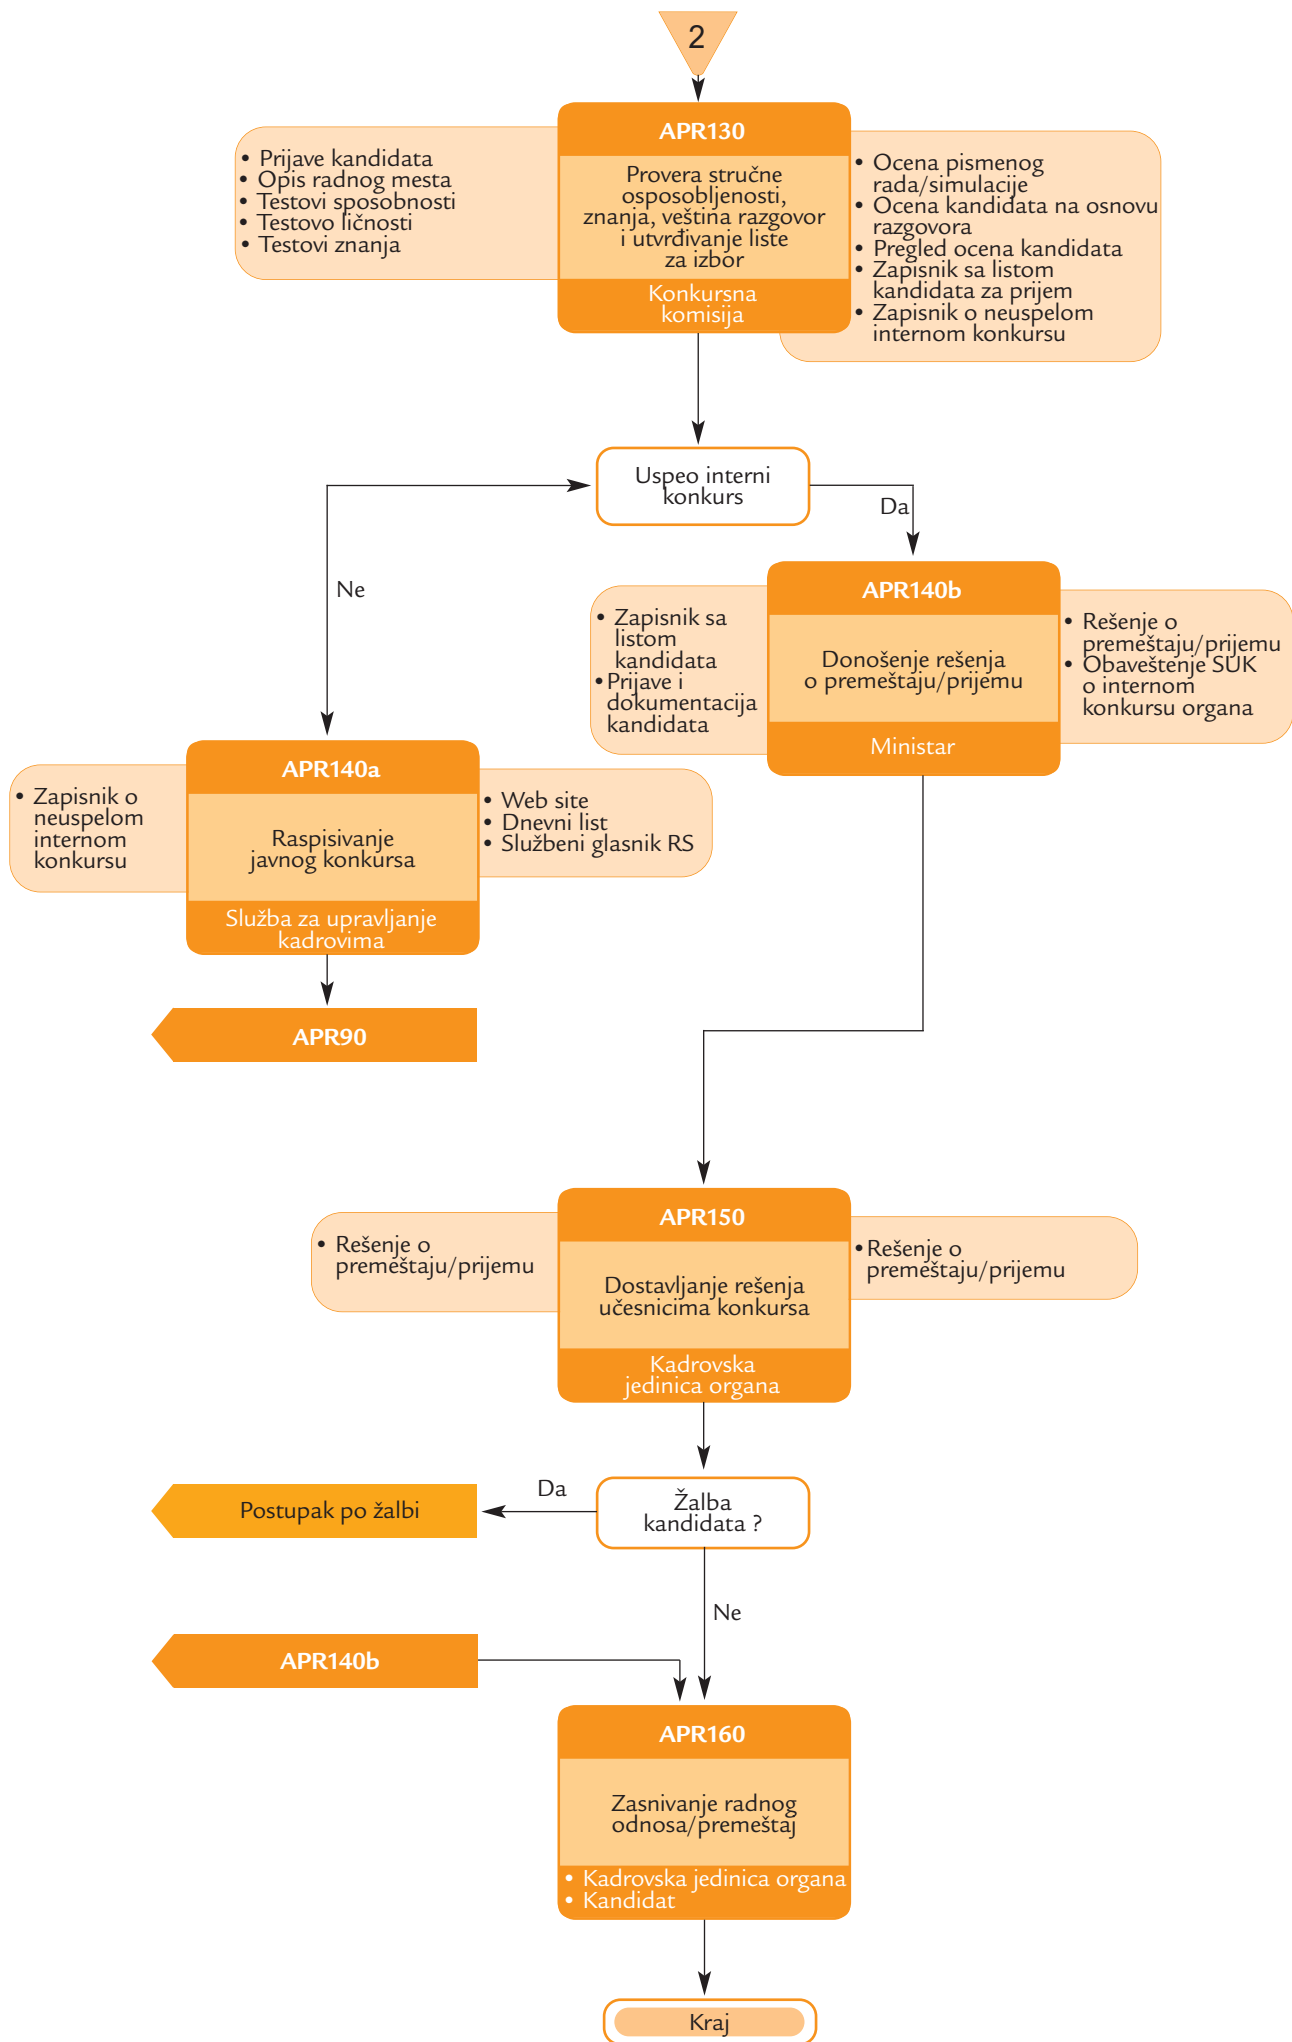 2
APR130
• Prijave kandidata
• Opis radnog mesta
• Testovi sposobnosti
• Testovo ličnosti
• Testovi znanja
Provera stručne
osposobljenosti,
znanja, veština razgovor
i utvrđivanje liste
za izbor
Konkursna
komisija
• Ocena pismenog
rada/simulacije
• Ocena kandidata na osnovu
razgovora
• Pregled ocena kandidata
• Zapisnik sa listom
kandidata za prijem
• Zapisnik o neuspelom
internom konkursu
Uspeo interni
konkurs
Da
Ne
APR140b
• Zapisnik sa
listom
kandidata
• Prijave i
dokumentacija
kandidata
Donošenje rešenja
o premeštaju/prijemu
Ministar
• Rešenje o
premeštaju/prijemu
• Obaveštenje SUK
o internom
konkursu organa
APR140a
• Zapisnik o
neuspelom
internom
konkursu
Raspisivanje
javnog konkursa
Služba za upravljanje
kadrovima
• Web site
• Dnevni list
• Službeni glasnik RS
APR90
APR150
• Rešenje o
premeštaju/prijemu
Dostavljanje rešenja
učesnicima konkursa
Kadrovska
jedinica organa
• Rešenje o
premeštaju/prijemu
Žalba
kandidata ?
Da
Postupak po žalbi
Ne
APR140b
APR160
Zasnivanje radnog
odnosa/premeštaj
• Kadrovska jedinica organa
• Kandidat
Kraj